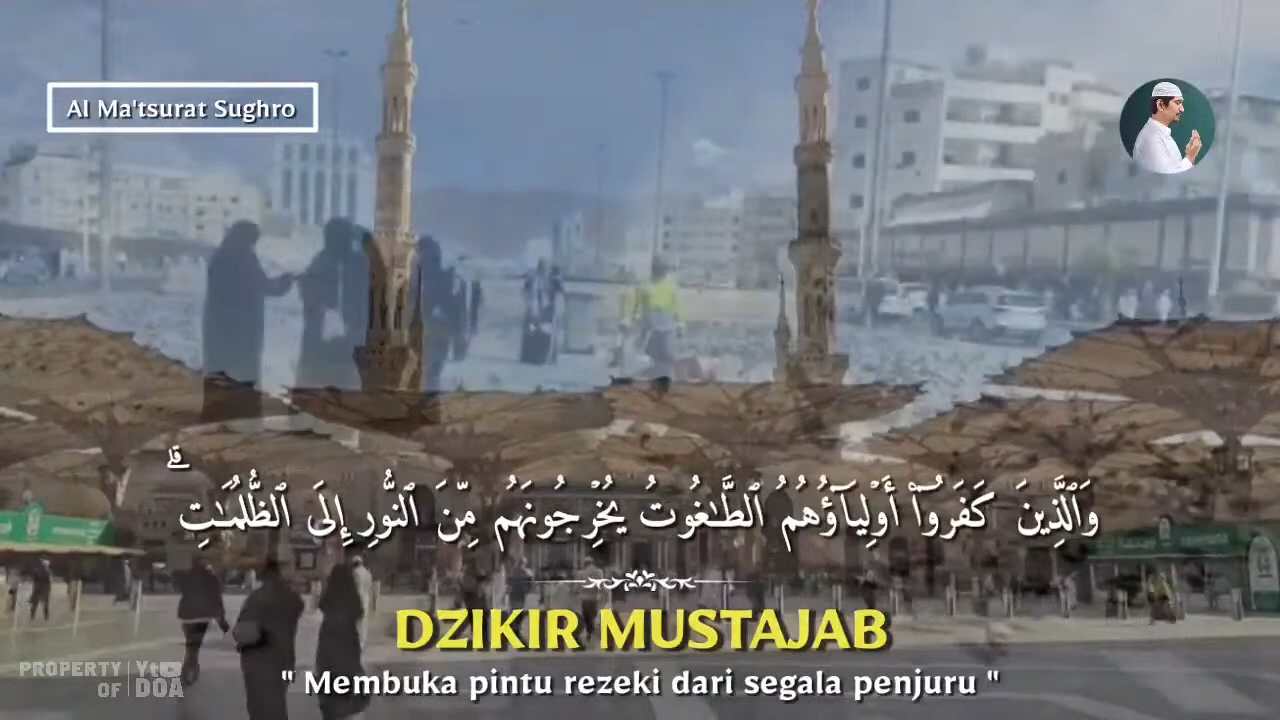 Al Ma'tsurat Sughro
وَٱلَّذِينَ كَفَرُوٓا۟ أَوْلِيَآؤُهُمُ ٱلطَّـٰغُوتُ يُخْرِجُونَهُم مِّنَ ٱلنُّورِ إِلَى ٱلظُّلُمَـٰتِ ۗ
DZIKIR MUSTAJAB
" Membuka pintu rezeki dari segala penjuru "
PROPERTY OF | Yt DOA